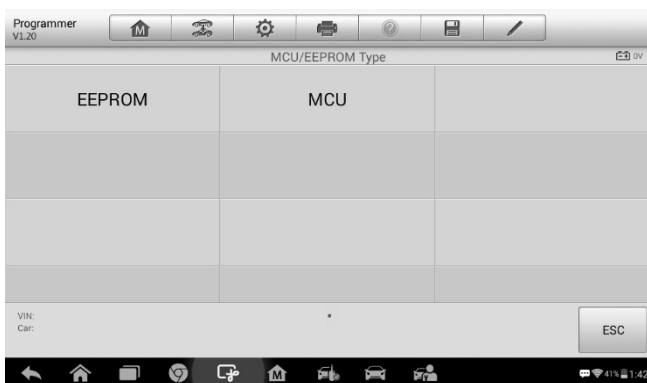 Programmer
V1.20
MCU/EEPROM Type
0V
EEPROM
MCU
VIN:
Car:
ESC
41%
1:42